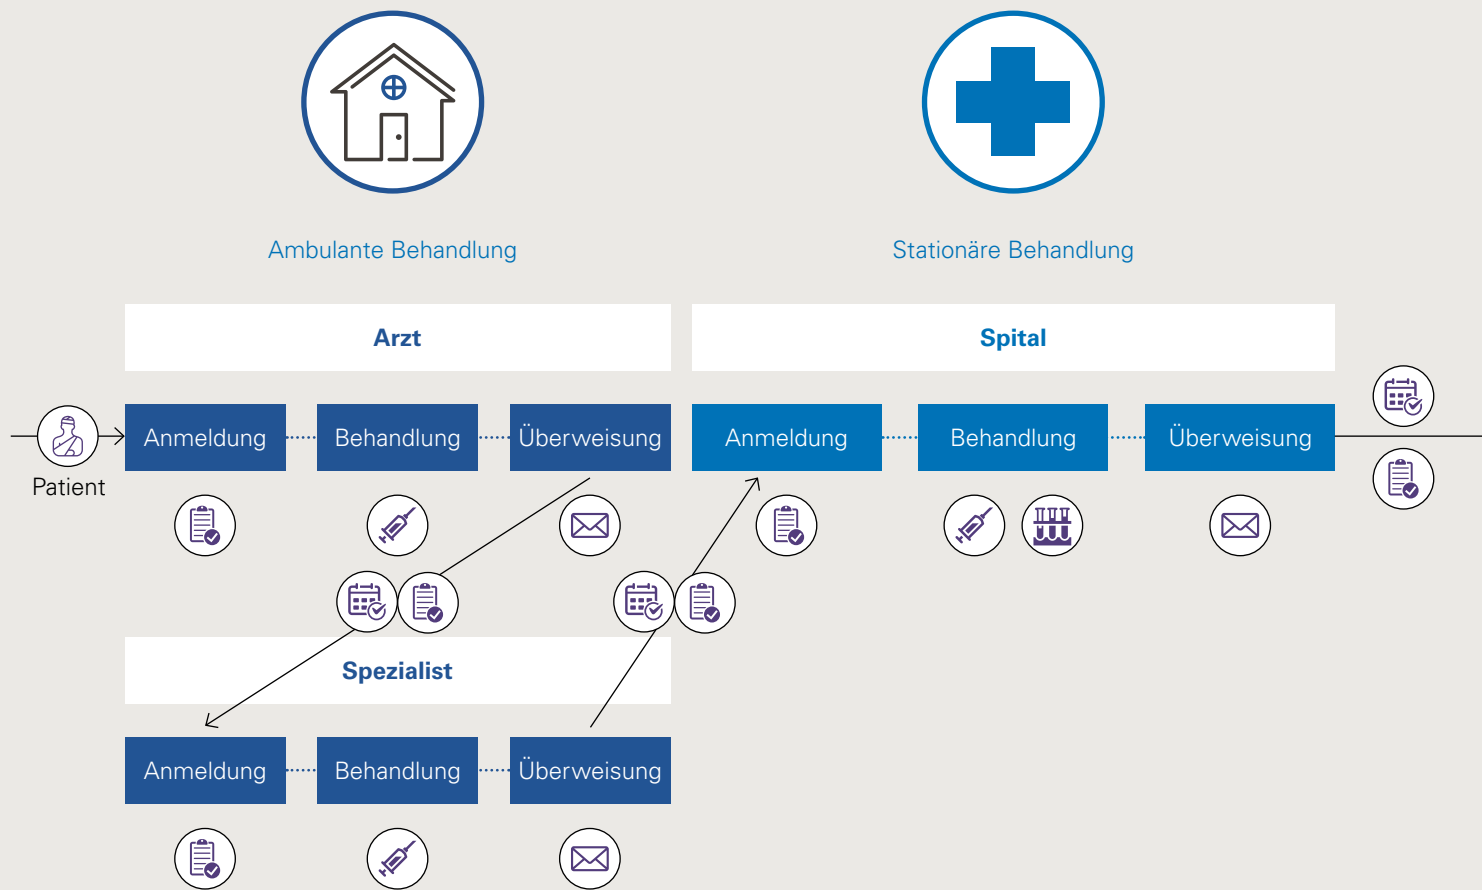 Ambulante Behandlung
Stationäre Behandlung
Arzt
Spital
Patient
Anmeldung
Behandlung
Überweisung
Anmeldung
Behandlung
Überweisung
Spezialist
Anmeldung
Behandlung
Überweisung